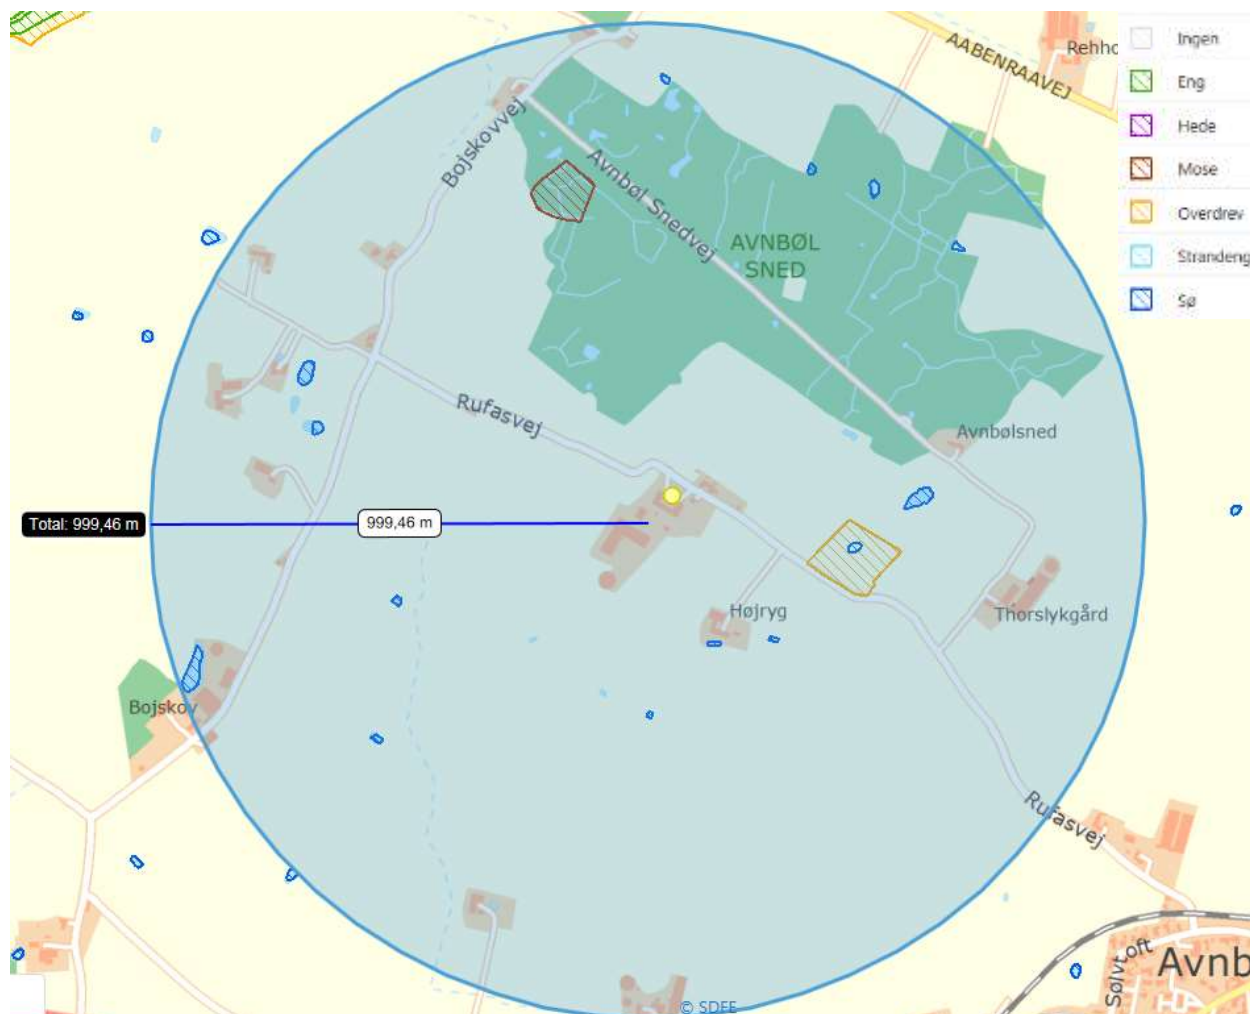 AABENRAAVEJ
Rehho
Ingen
Eng
Hede
Mose
Overdrev
Strandeng
Sø
Bojskovvej
Avnbøl Snedvej
AVNBØL
SNED
Rufasvej
Avnbølsned
Total: 999,46 m
999,46 m
Højryg
Thorslykgård
Bojskov
Rufasvej
Sølvtoft
Avnb
© SDFE